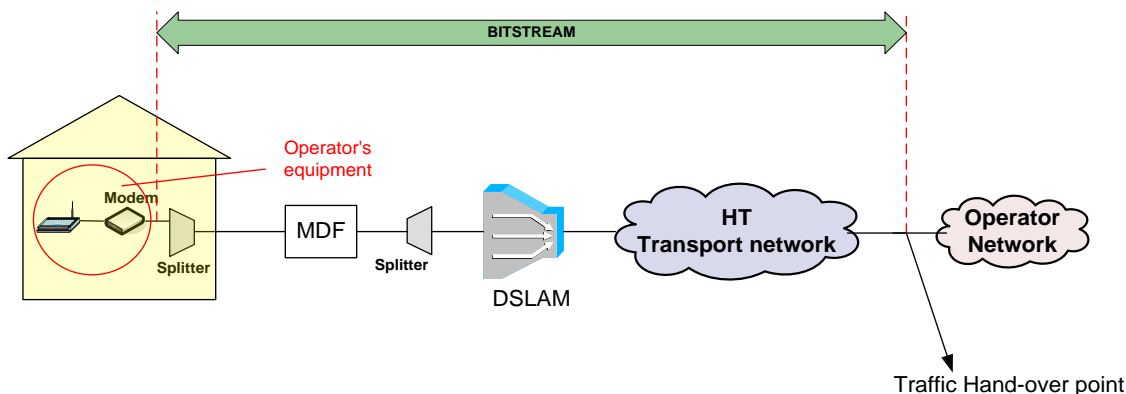 BITSTREAM
Operator's
equipment
Modem
Splitter
MDF
Splitter
DSLAM
HT
Transport network
Operator
Network
Traffic Hand-over point